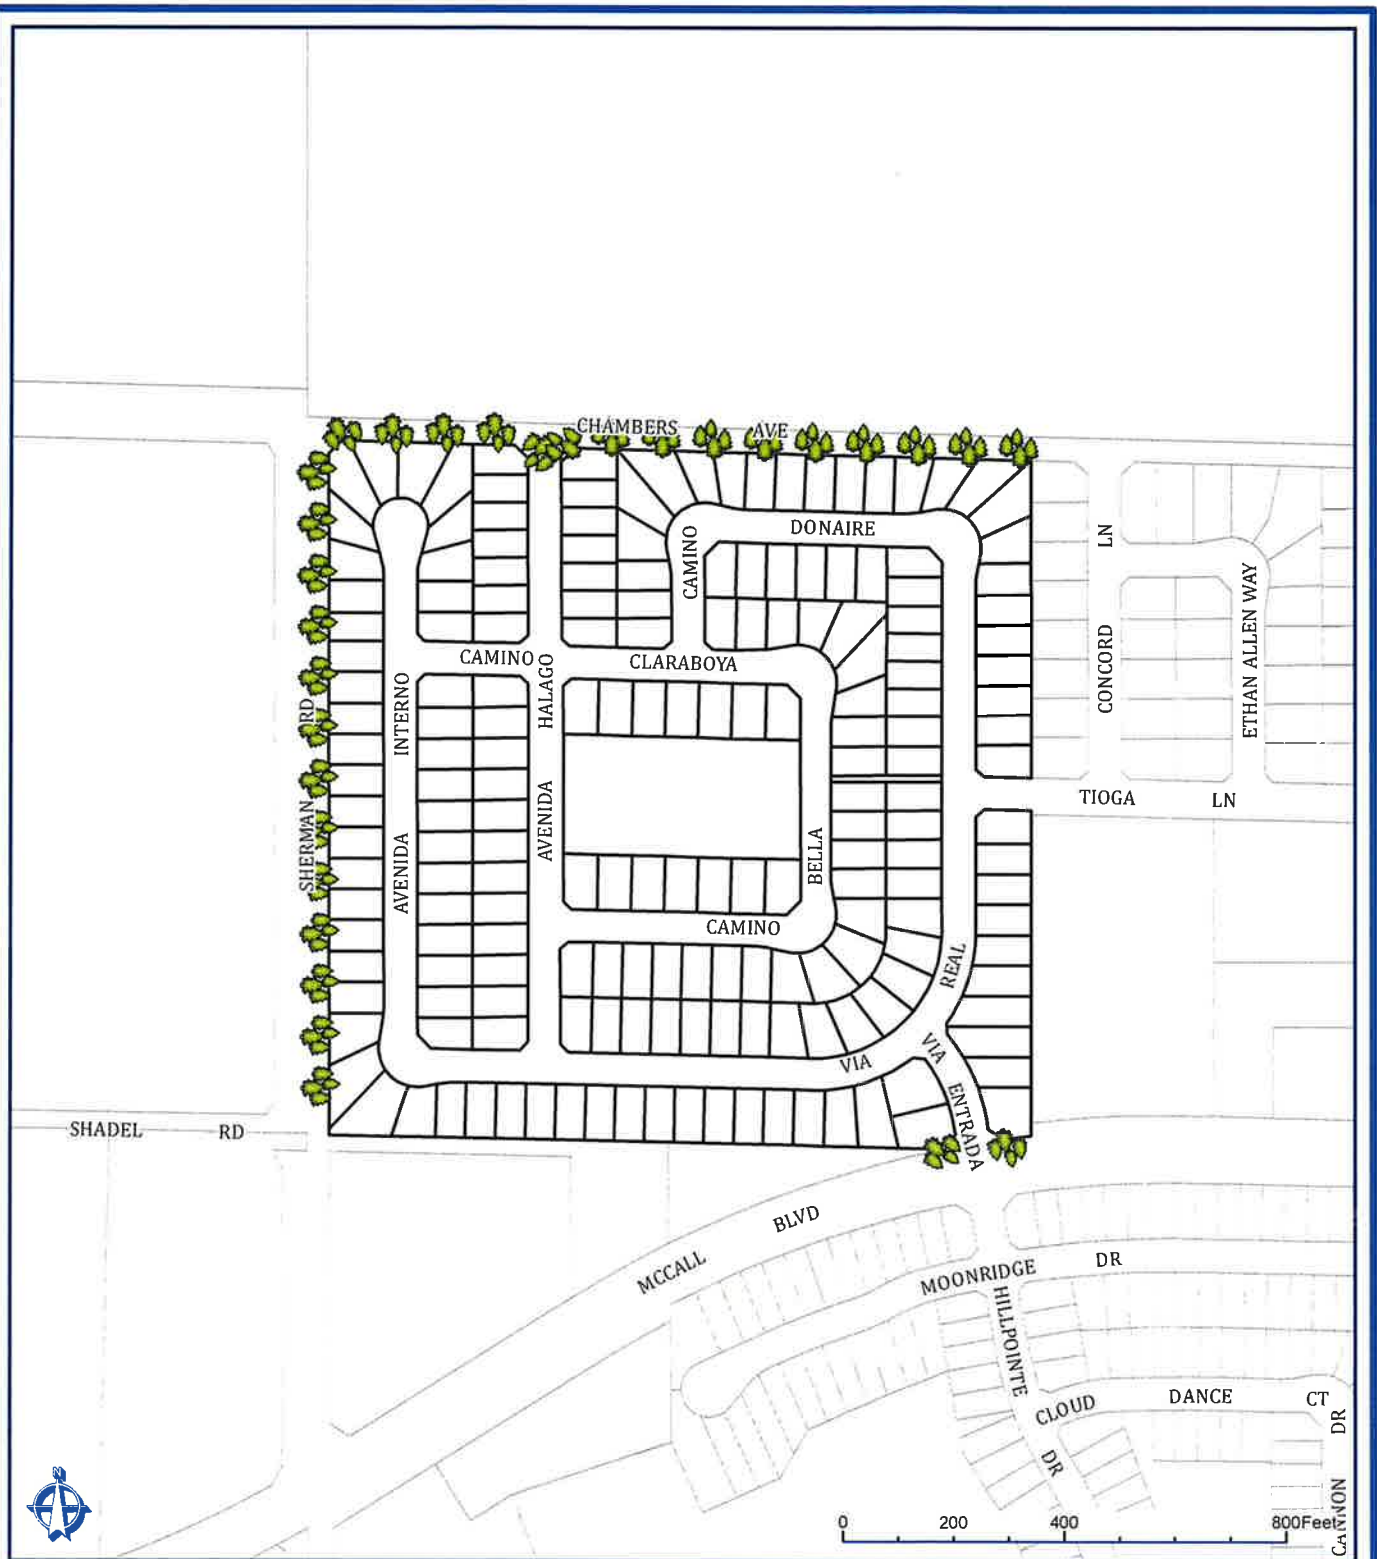 CHAMBERS AVE
DONAIRE
CAMINO
LN
CONCORD
ETHAN ALLEN WAY
CAMINO CLARABOYA
HALAGO
AVENIDA
INTERNO
AVENIDA
SHERMAN RD
TIOGA LN
BELLA
CAMINO
REAL
VIA
VIA ENTRADA
SHADEL RD
MCCALL BLVD
MOONRIDGE DR
HILLPOINTE DR
CLOUD DANCE CT
CANNON DR
N
0 200 400 800Feet